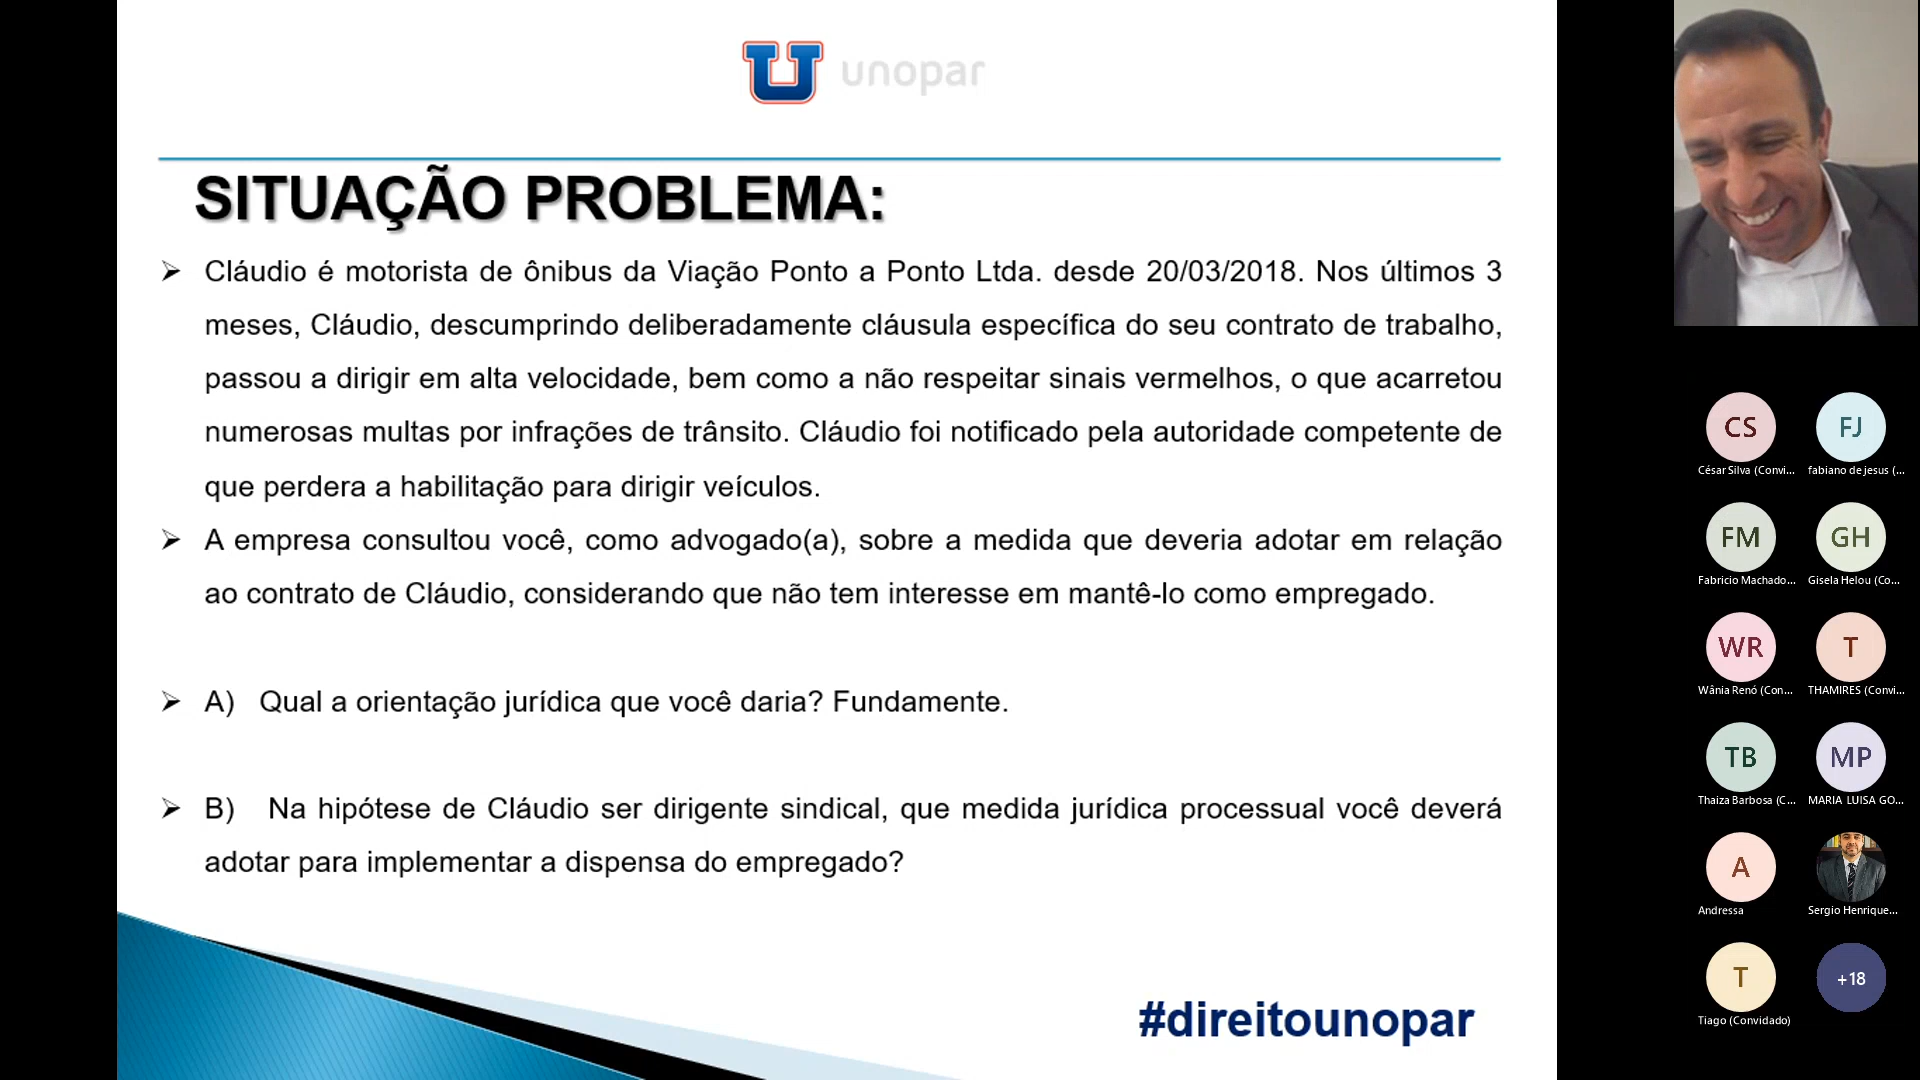 unopar
SITUAÇÃO PROBLEMA:
➢ Cláudio é motorista de ônibus da Viação Ponto a Ponto Ltda. desde 20/03/2018. Nos últimos 3
meses, Cláudio, descumprindo deliberadamente cláusula específica do seu contrato de trabalho,
passou a dirigir em alta velocidade, bem como a não respeitar sinais vermelhos, o que acarretou
numerosas multas por infrações de trânsito. Cláudio foi notificado pela autoridade competente de
que perdera a habilitação para dirigir veículos.
➢ A empresa consultou você, como advogado(a), sobre a medida que deveria adotar em relação
ao contrato de Cláudio, considerando que não tem interesse em mantê-lo como empregado.
➢ A) Qual a orientação jurídica que você daria? Fundamente.
➢ B) Na hipótese de Cláudio ser dirigente sindical, que medida jurídica processual você deverá
adotar para implementar a dispensa do empregado?
#direitounopar
CS FJ
César Silva (Convi... fabiano de jesus (...
FM GH
Fabricio Machado... Gisela Helou (Co...
WR T
Wânia Renó (Con... THAMIRES (Convi...
TB MP
Thaiza Barbosa (C... MARIA LUISA GO...
A
Andressa Sergio Henrique...
T +18
Tiago (Convidado)